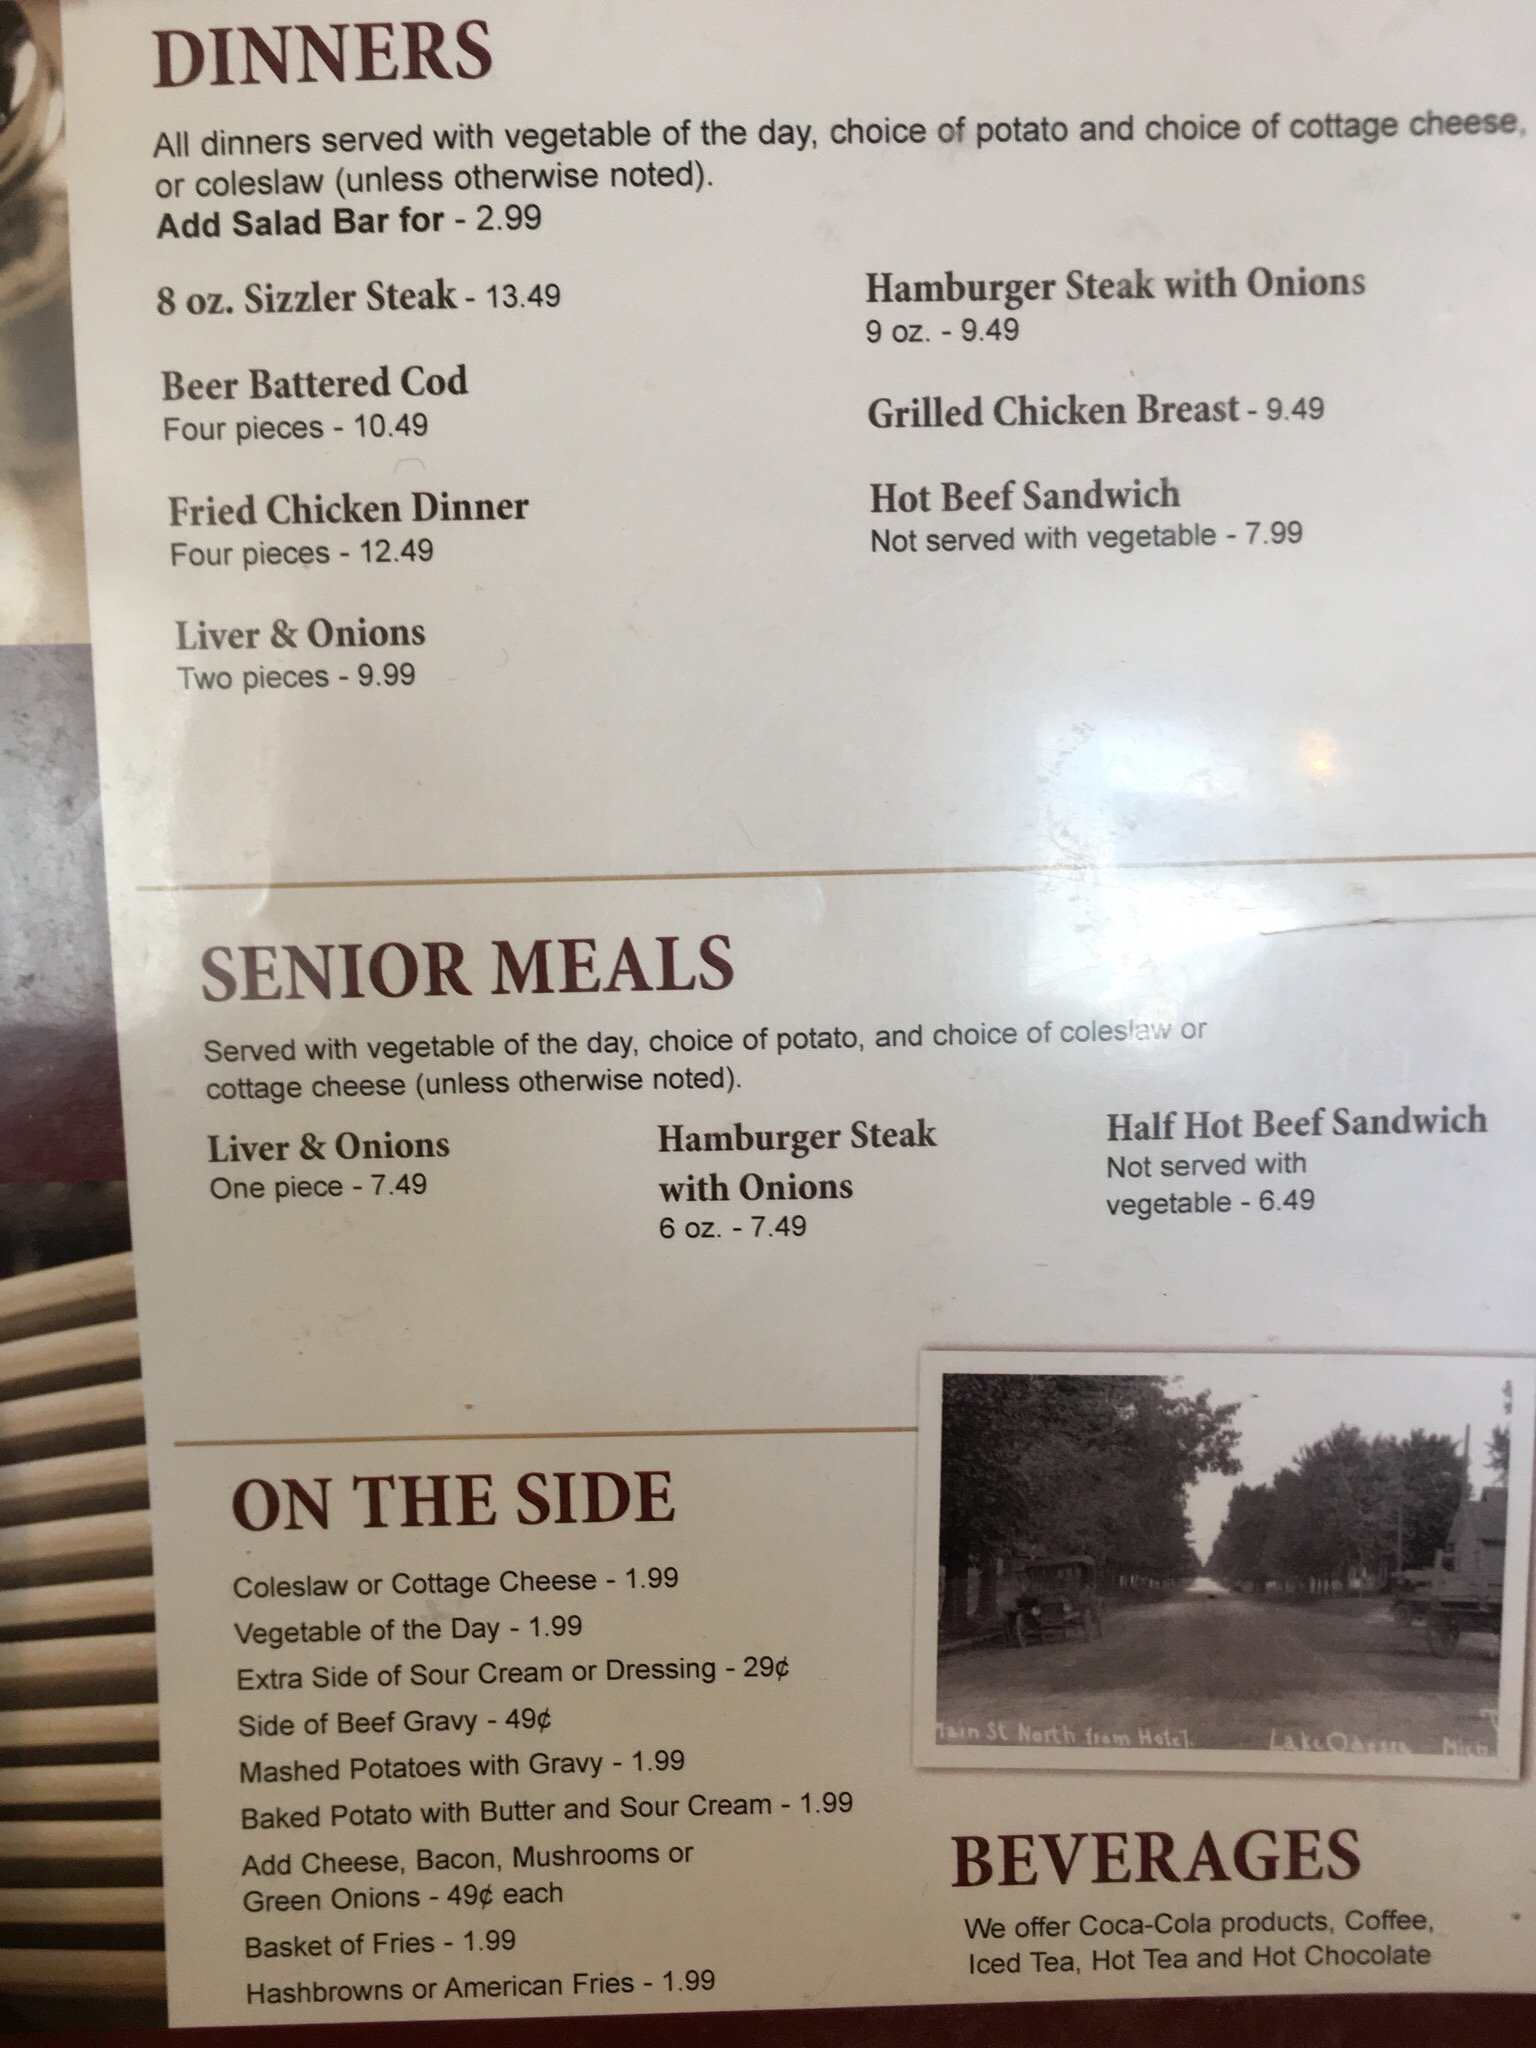 DINNERS
All dinners served with vegetable of the day, choice of potato and choice of cottage cheese,
or coleslaw (unless otherwise noted).
Add Salad Bar for - 2.99
8 oz. Sizzler Steak - 13.49
Beer Battered Cod
Four pieces - 10.49
Fried Chicken Dinner
Four pieces - 12.49
Liver & Onions
Two pieces - 9.99
Hamburger Steak with Onions
9 oz. - 9.49
Grilled Chicken Breast - 9.49
Hot Beef Sandwich
Not served with vegetable - 7.99
SENIOR MEALS
Served with vegetable of the day, choice of potato, and choice of coleslaw or
cottage cheese (unless otherwise noted).
Liver & Onions
One piece - 7.49
Hamburger Steak
with Onions
6 oz. - 7.49
Half Hot Beef Sandwich
Not served with
vegetable - 6.49
ON THE SIDE
Coleslaw or Cottage Cheese - 1.99
Vegetable of the Day - 1.99
Extra Side of Sour Cream or Dressing - 29¢
Side of Beef Gravy - 49¢
Mashed Potatoes with Gravy - 1.99
Baked Potato with Butter and Sour Cream - 1.99
Add Cheese, Bacon, Mushrooms or
Green Onions - 49¢ each
Basket of Fries - 1.99
Hashbrowns or American Fries - 1.99
Main St North from Hotel. Lake Odessa Mich
BEVERAGES
We offer Coca-Cola products, Coffee,
Iced Tea, Hot Tea and Hot Chocolate